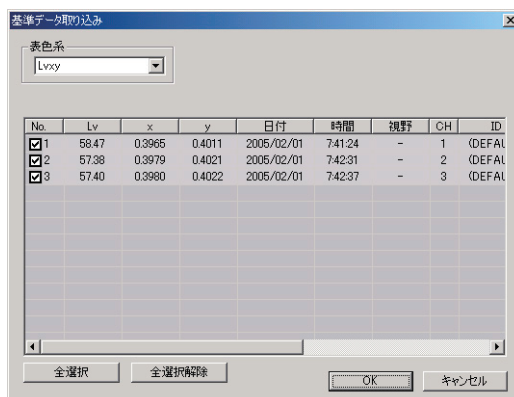 基準データ取り込み
表色系
Lvxy
No. Lv x y 日付 時間 視野 CH ID
1 58.47 0.3965 0.4011 2005/02/01 7:41:24 - 1 (DEFAL
2 57.38 0.3979 0.4021 2005/02/01 7:42:31 - 2 (DEFAL
3 57.40 0.3980 0.4022 2005/02/01 7:42:37 - 3 (DEFAL
全選択 全選択解除 OK キャンセル